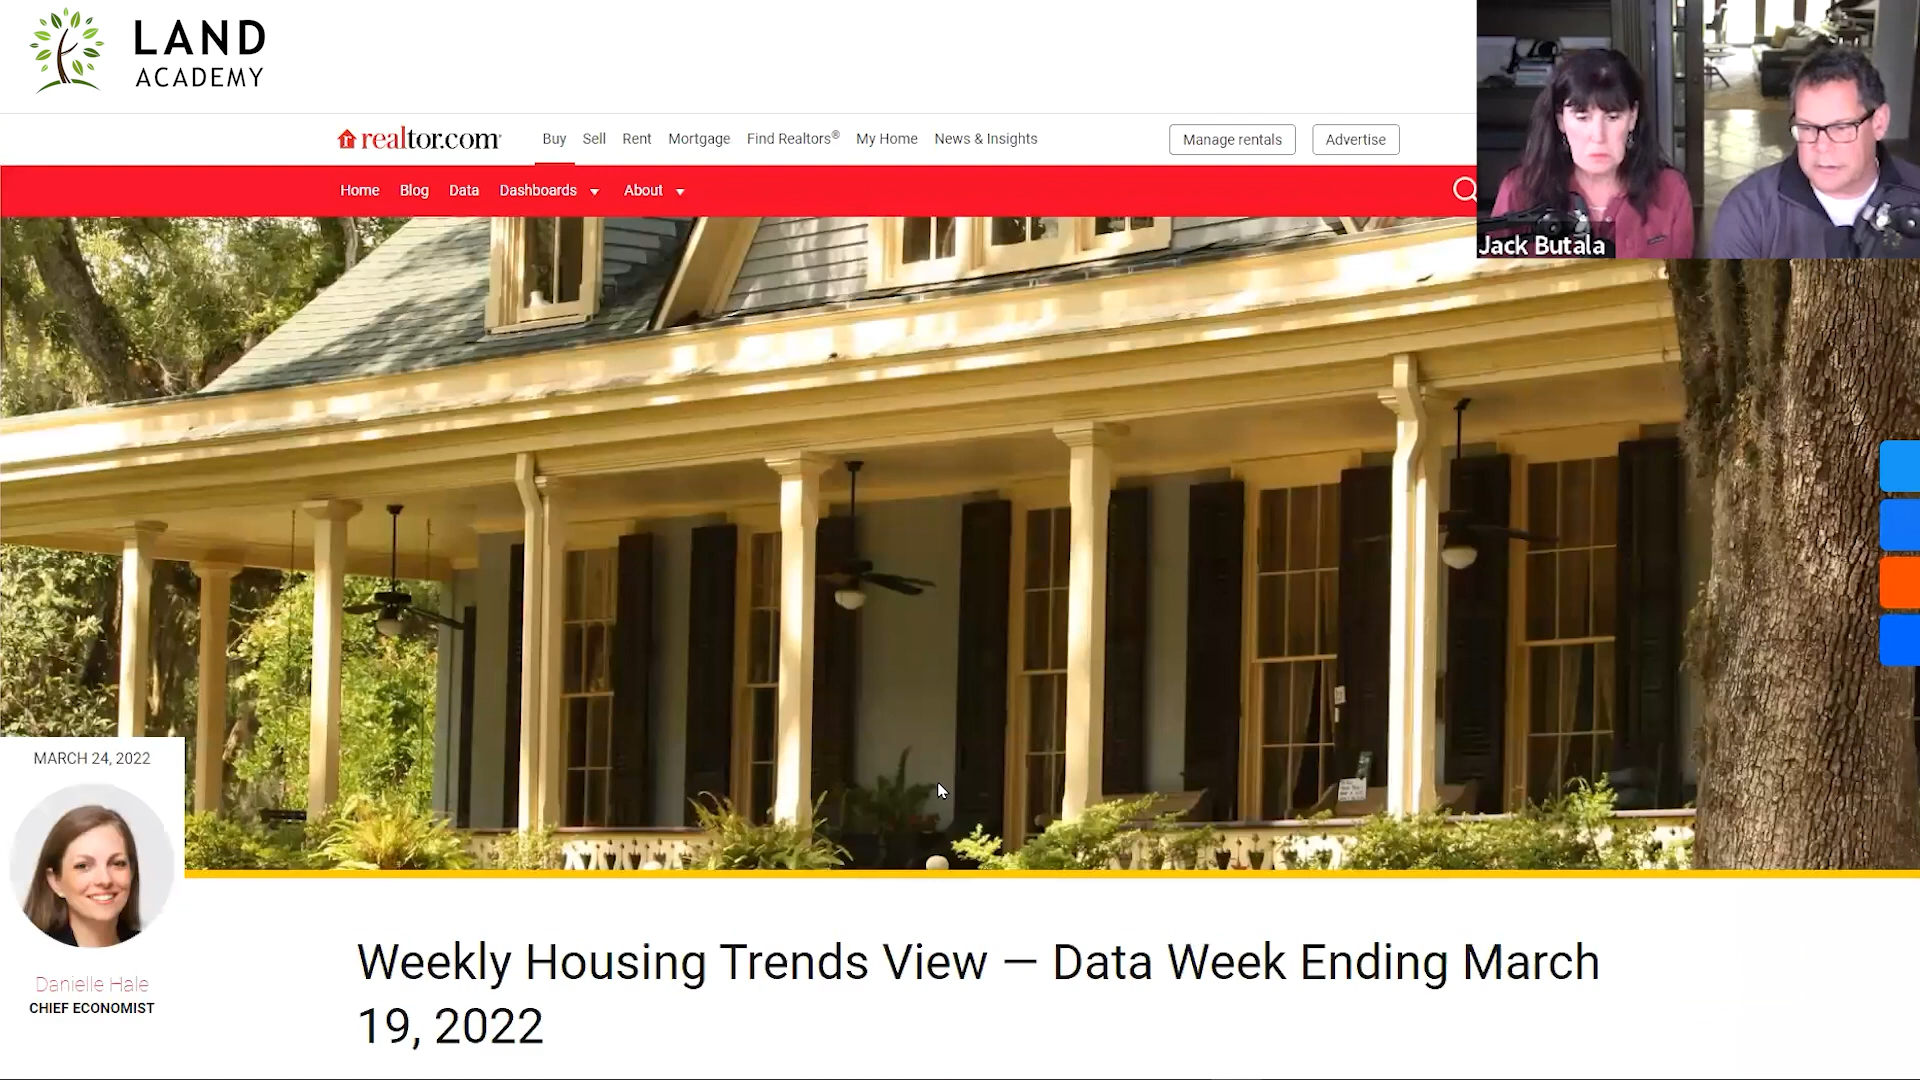 LAND
ACADEMY
realtor.com®
Buy Sell Rent Mortgage Find Realtors® My Home News & Insights
Manage rentals
Advertise
Home Blog Data Dashboards About
Jack Butala
MARCH 24, 2022
Danielle Hale
CHIEF ECONOMIST
Weekly Housing Trends View — Data Week Ending March
19, 2022